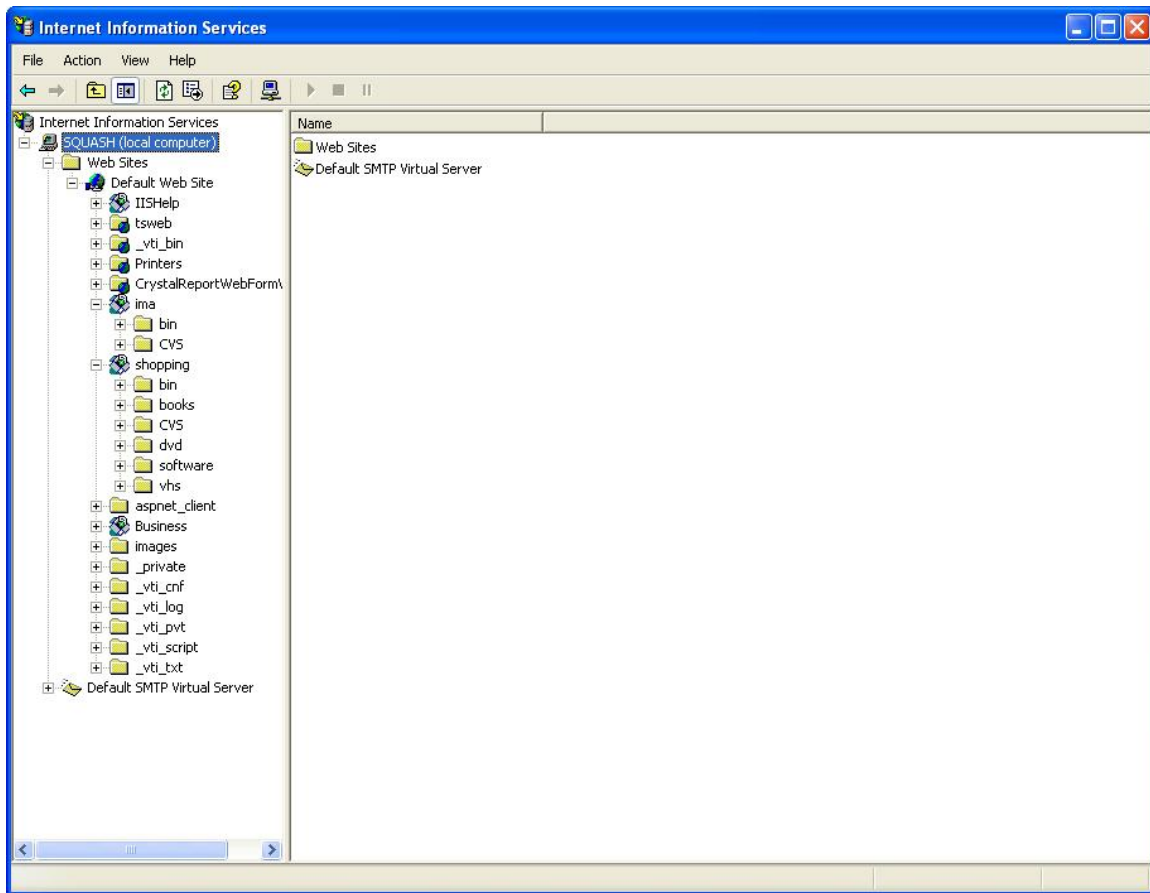 Internet Information Services
File Action View Help
Internet Information Services
SQUASH (local computer)
Web Sites
Default Web Site
IISHelp
tsweb
_vti_bin
Printers
CrystalReportWebForm\
ima
bin
CVS
shopping
bin
books
CVS
dvd
software
vhs
aspnet_client
Business
images
_private
_vti_cnf
_vti_log
_vti_pvt
_vti_script
_vti_txt
Default SMTP Virtual Server
Name
Web Sites
Default SMTP Virtual Server